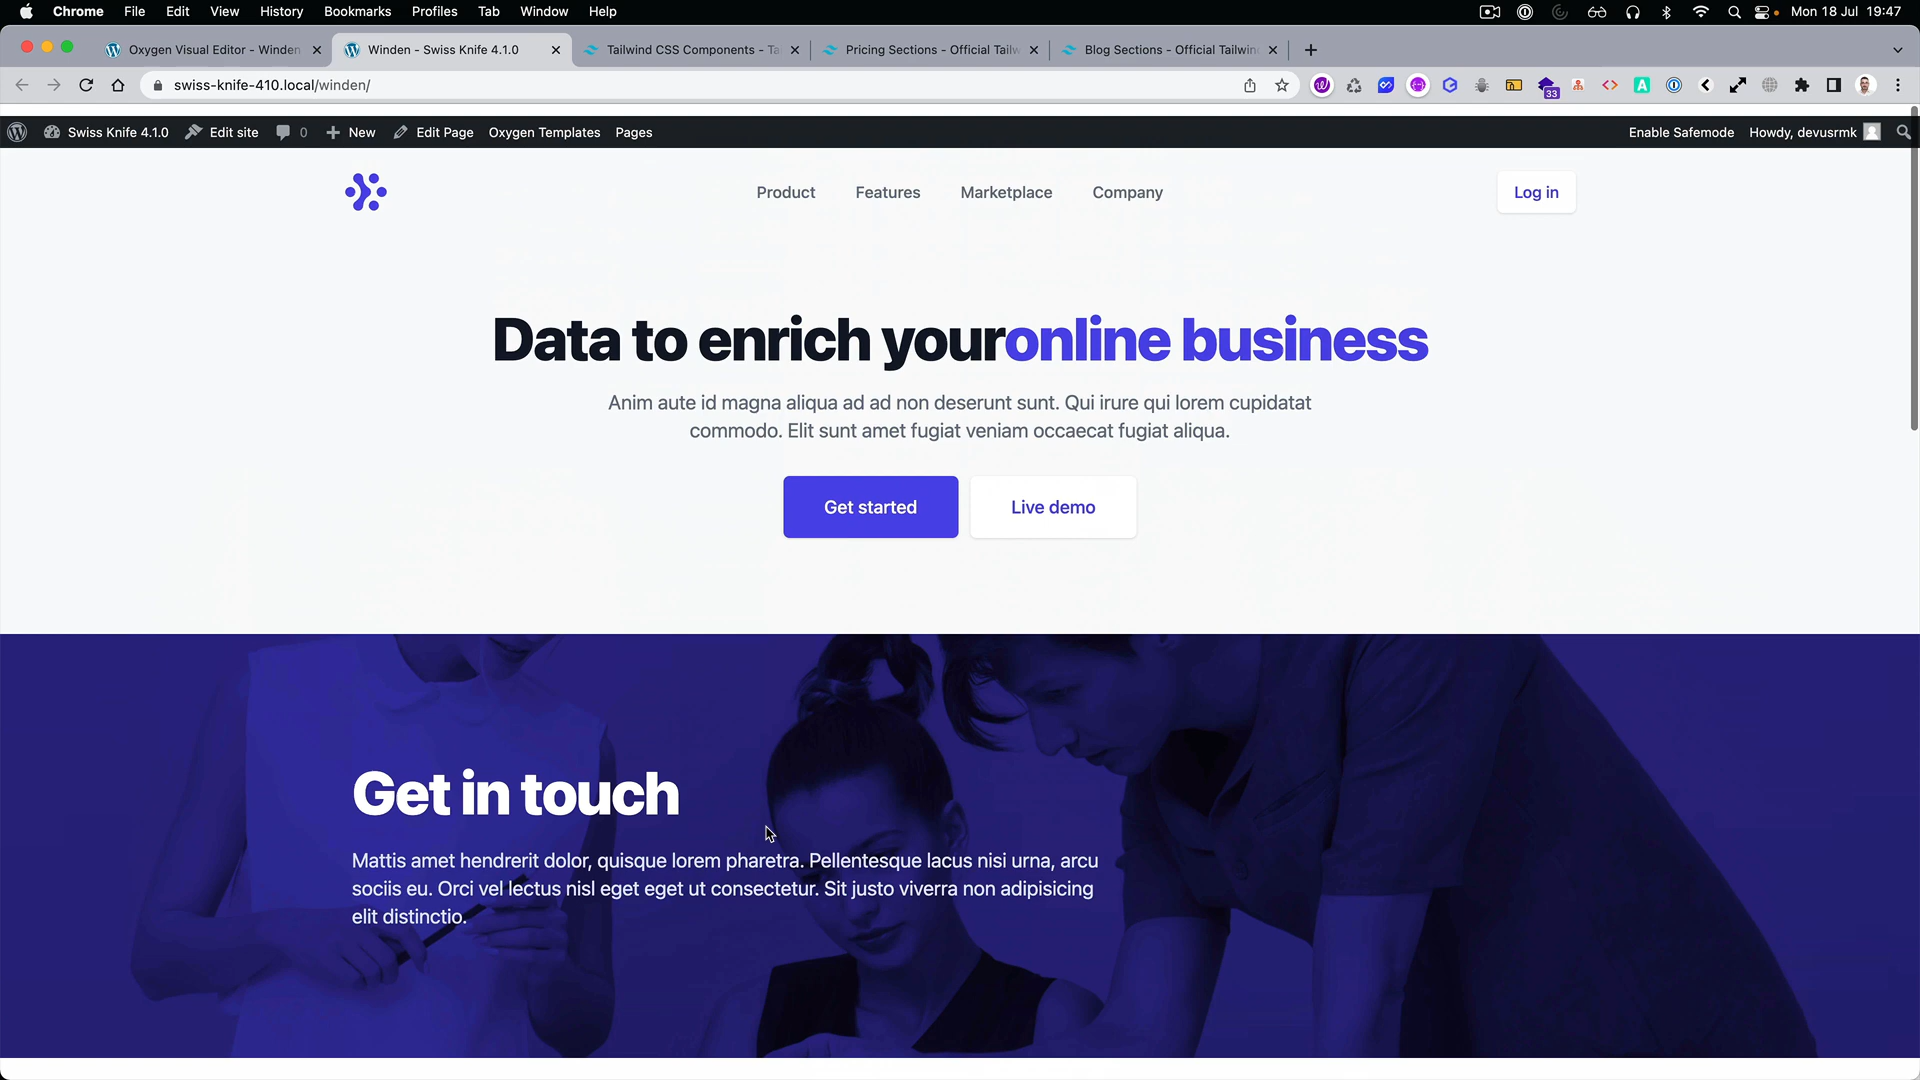 Chrome File Edit View History Bookmarks Profiles Tab Window Help Mon 18 Jul 19:47
Oxygen Visual Editor - Winden Winden - Swiss Knife 4.1.0 Tailwind CSS Components - Ta Pricing Sections - Official Tailw Blog Sections - Official Tailwin
swiss-knife-410.local/winden/
33
Swiss Knife 4.1.0 Edit site 0 New Edit Page Oxygen Templates Pages Enable Safemode Howdy, devusrmk
Product Features Marketplace Company Log in
Data to enrich youronline business
Anim aute id magna aliqua ad ad non deserunt sunt. Qui irure qui lorem cupidatat
commodo. Elit sunt amet fugiat veniam occaecat fugiat aliqua.
Get started Live demo
Get in touch
Mattis amet hendrerit dolor, quisque lorem pharetra. Pellentesque lacus nisi urna, arcu
sociis eu. Orci vel lectus nisl eget eget ut consectetur. Sit justo viverra non adipisicing
elit distinctio.